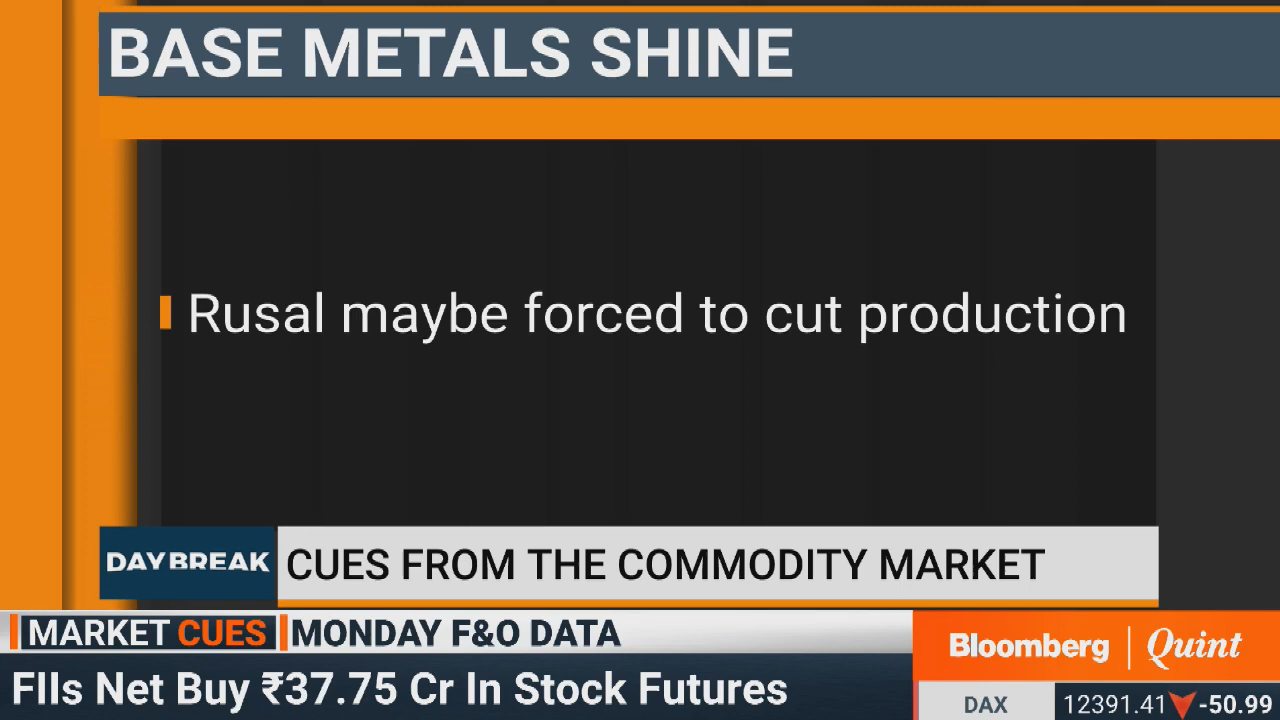 BASE METALS SHINE
Rusal maybe forced to cut production
DAYBREAK CUES FROM THE COMMODITY MARKET
MARKET CUES MONDAY F&O DATA
FIIs Net Buy ₹37.75 Cr In Stock Futures
Bloomberg | Quint
DAX 12391.41 -50.99